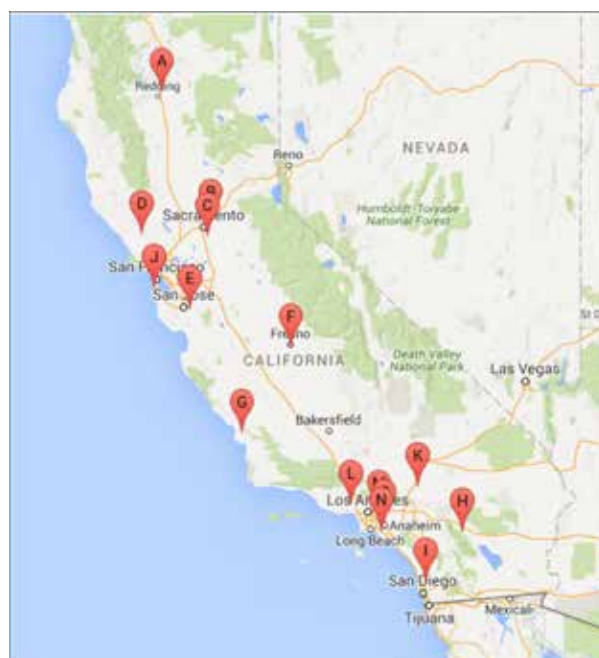 A
Redding
Reno
NEVADA
B
D
C
Sacramento
Humboldt-Toiyabe
National Forest
J
San Francisco
E
San Jose
St G
F
Fresno
CALIFORNIA
Death Valley
National Park
Las Vegas
G
Bakersfield
K
L
M
H
Los Angeles
N
Anaheim
Long Beach
I
San Diego
Tijuana
Mexicali